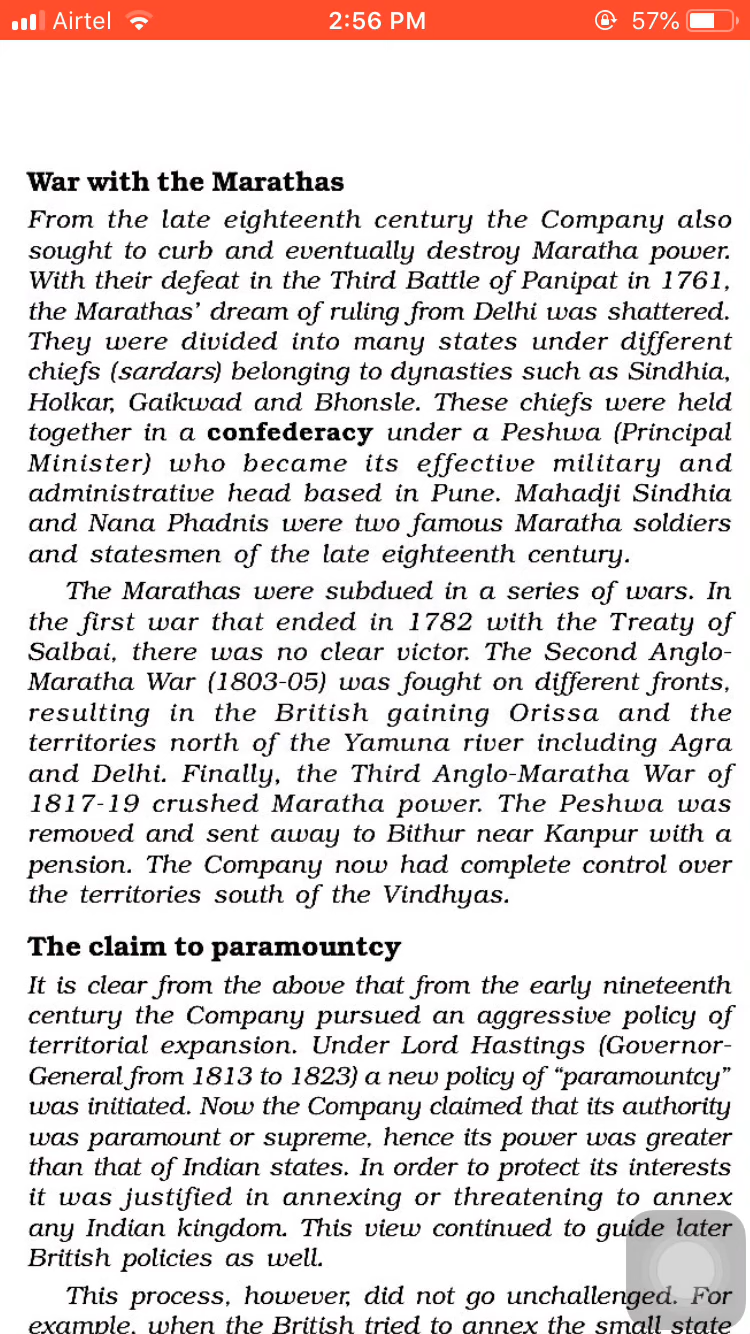 Airtel 2:56 PM 57%
War with the Marathas
From the late eighteenth century the Company also
sought to curb and eventually destroy Maratha power.
With their defeat in the Third Battle of Panipat in 1761,
the Marathas’ dream of ruling from Delhi was shattered.
They were divided into many states under different
chiefs (sardars) belonging to dynasties such as Sindhia,
Holkar, Gaikwad and Bhonsle. These chiefs were held
together in a confederacy under a Peshwa (Principal
Minister) who became its effective military and
administrative head based in Pune. Mahadji Sindhia
and Nana Phadnis were two famous Maratha soldiers
and statesmen of the late eighteenth century.
The Marathas were subdued in a series of wars. In
the first war that ended in 1782 with the Treaty of
Salbai, there was no clear victor. The Second Anglo-
Maratha War (1803-05) was fought on different fronts,
resulting in the British gaining Orissa and the
territories north of the Yamuna river including Agra
and Delhi. Finally, the Third Anglo-Maratha War of
1817-19 crushed Maratha power. The Peshwa was
removed and sent away to Bithur near Kanpur with a
pension. The Company now had complete control over
the territories south of the Vindhyas.
The claim to paramountcy
It is clear from the above that from the early nineteenth
century the Company pursued an aggressive policy of
territorial expansion. Under Lord Hastings (Governor-
General from 1813 to 1823) a new policy of “paramountcy”
was initiated. Now the Company claimed that its authority
was paramount or supreme, hence its power was greater
than that of Indian states. In order to protect its interests
it was justified in annexing or threatening to annex
any Indian kingdom. This view continued to guide later
British policies as well.
This process, however, did not go unchallenged. For
example, when the British tried to annex the small state